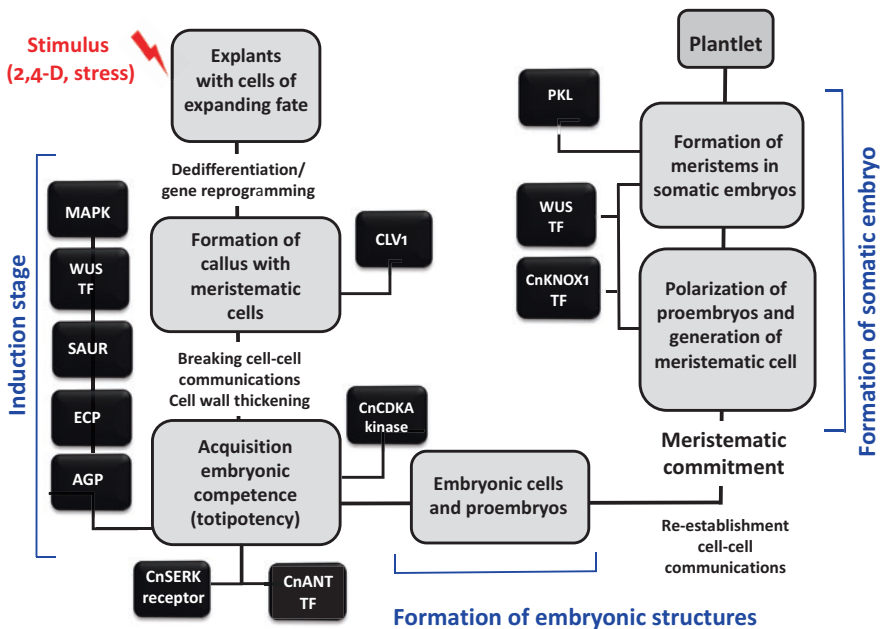 Stimulus
(2,4-D, stress)
Explants
with cells of
expanding fate
Dedifferentiation/
gene reprogramming
Formation of
callus with
meristematic
cells
CLV1
Breaking cell-cell
communications
Cell wall thickening
CnCDKA
kinase
Acquisition
embryonic
competence
(totipotency)
CnSERK
receptor
CnANT
TF
Induction stage
MAPK
WUS
TF
SAUR
ECP
AGP
Embryonic cells
and proembryos
Formation of embryonic structures
Plantlet
PKL
Formation of
meristems in
somatic embryos
WUS
TF
CnKNOX1
TF
Polarization of
proembryos and
generation of
meristematic cell
Meristematic
commitment
Re-establishment
cell-cell
communications
Formation of somatic embryo